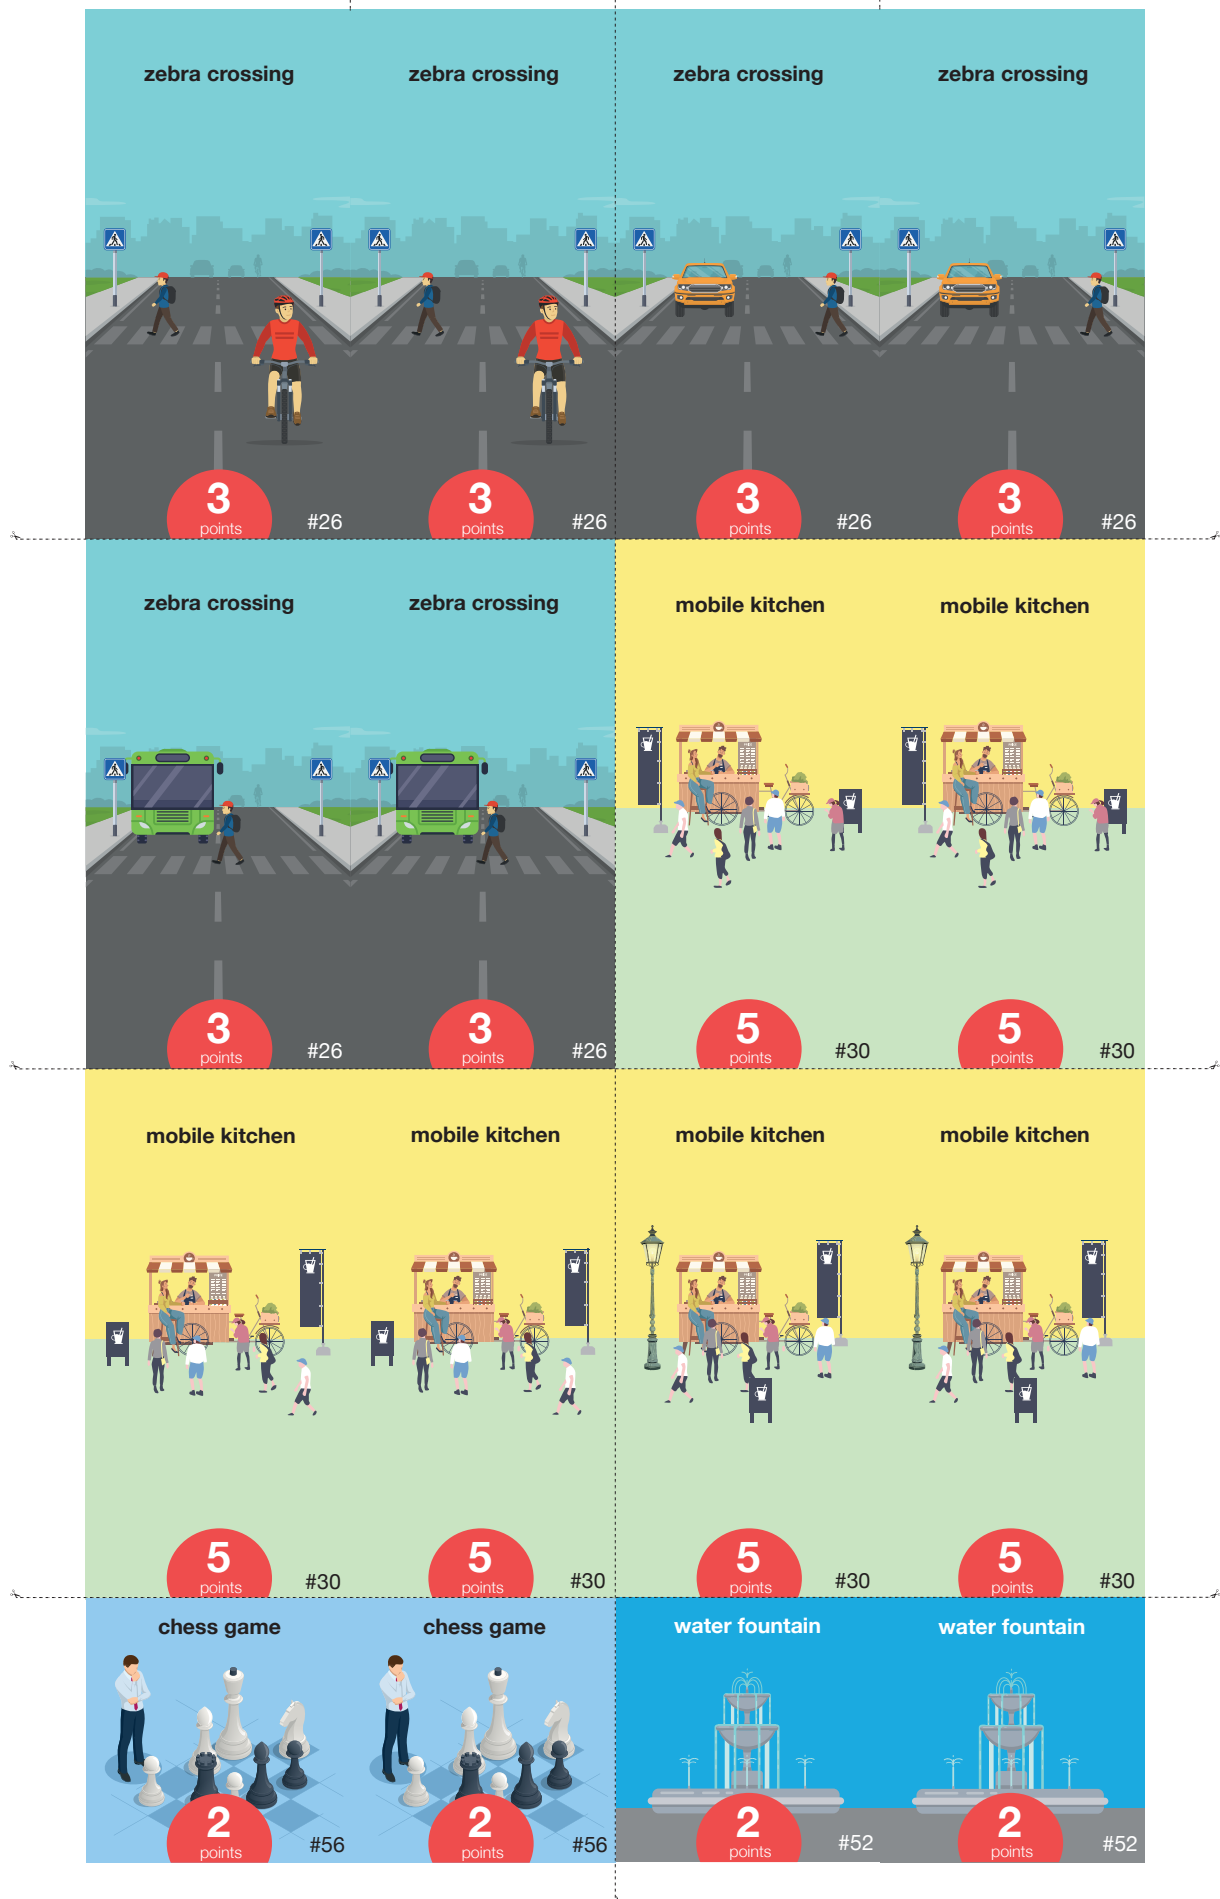 zebra crossing zebra crossing zebra crossing zebra crossing
3 3 3 3
points #26 points #26 points #26 points #26
zebra crossing zebra crossing mobile kitchen mobile kitchen
3 3 5 5
points #26 points #26 points #30 points #30
mobile kitchen mobile kitchen mobile kitchen mobile kitchen
5 5 5 5
points #30 points #30 points #30 points #30
chess game chess game water fountain water fountain
2 2 2 2
points #56 points #56 points #52 points #52